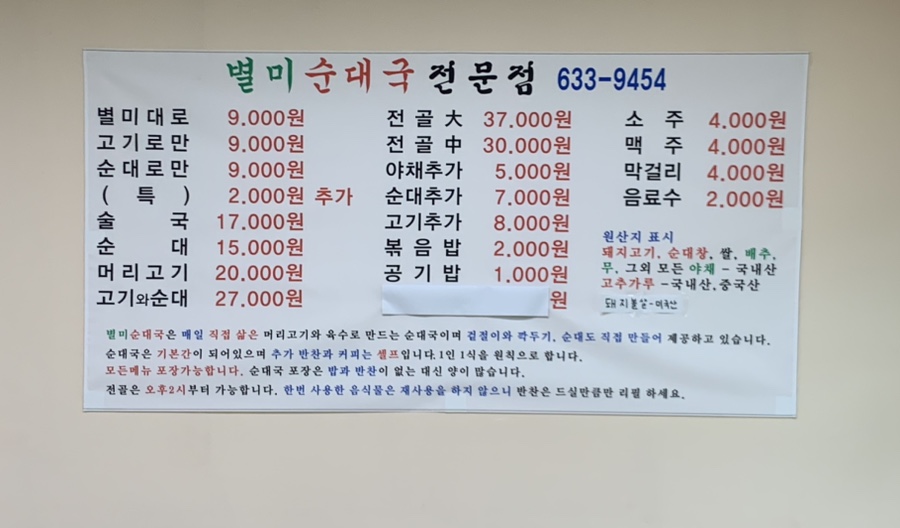 별미순대국 전문점 633-9454
별미대로 9.000원
고기로만 9.000원
순대로만 9.000원
( 특 ) 2.000원 추가
술 국 17.000원
순 대 15.000원
머리고기 20.000원
고기와순대 27.000원
전골大 37.000원
전골中 30.000원
야채추가 5.000원
순대추가 7.000원
고기추가 8.000원
볶음밥 2.000원
공기밥 1.000원
원
소 주 4.000원
맥 주 4.000원
막걸리 4.000원
음료수 2.000원
원산지 표시
돼지고기, 순대창, 쌀, 배추,
무, 그외 모든 야채 - 국내산
고추가루 -국내산,중국산
돼지볼살-미국산
별미순대국은 매일 직접 삶은 머리고기와 육수로 만드는 순대국이며 겉절이와 깍두기, 순대도 직접 만들어 제공하고 있습니다.
순대국은 기본간이 되어있으며 추가 반찬과 커피는 셀프입니다.1인 1식을 원칙으로 합니다.
모든메뉴 포장가능합니다. 순대국 포장은 밥과 반찬이 없는 대신 양이 많습니다.
전골은 오후2시부터 가능합니다. 한번 사용한 음식물은 재사용을 하지 않으니 반찬은 드실만큼만 리필 하세요.